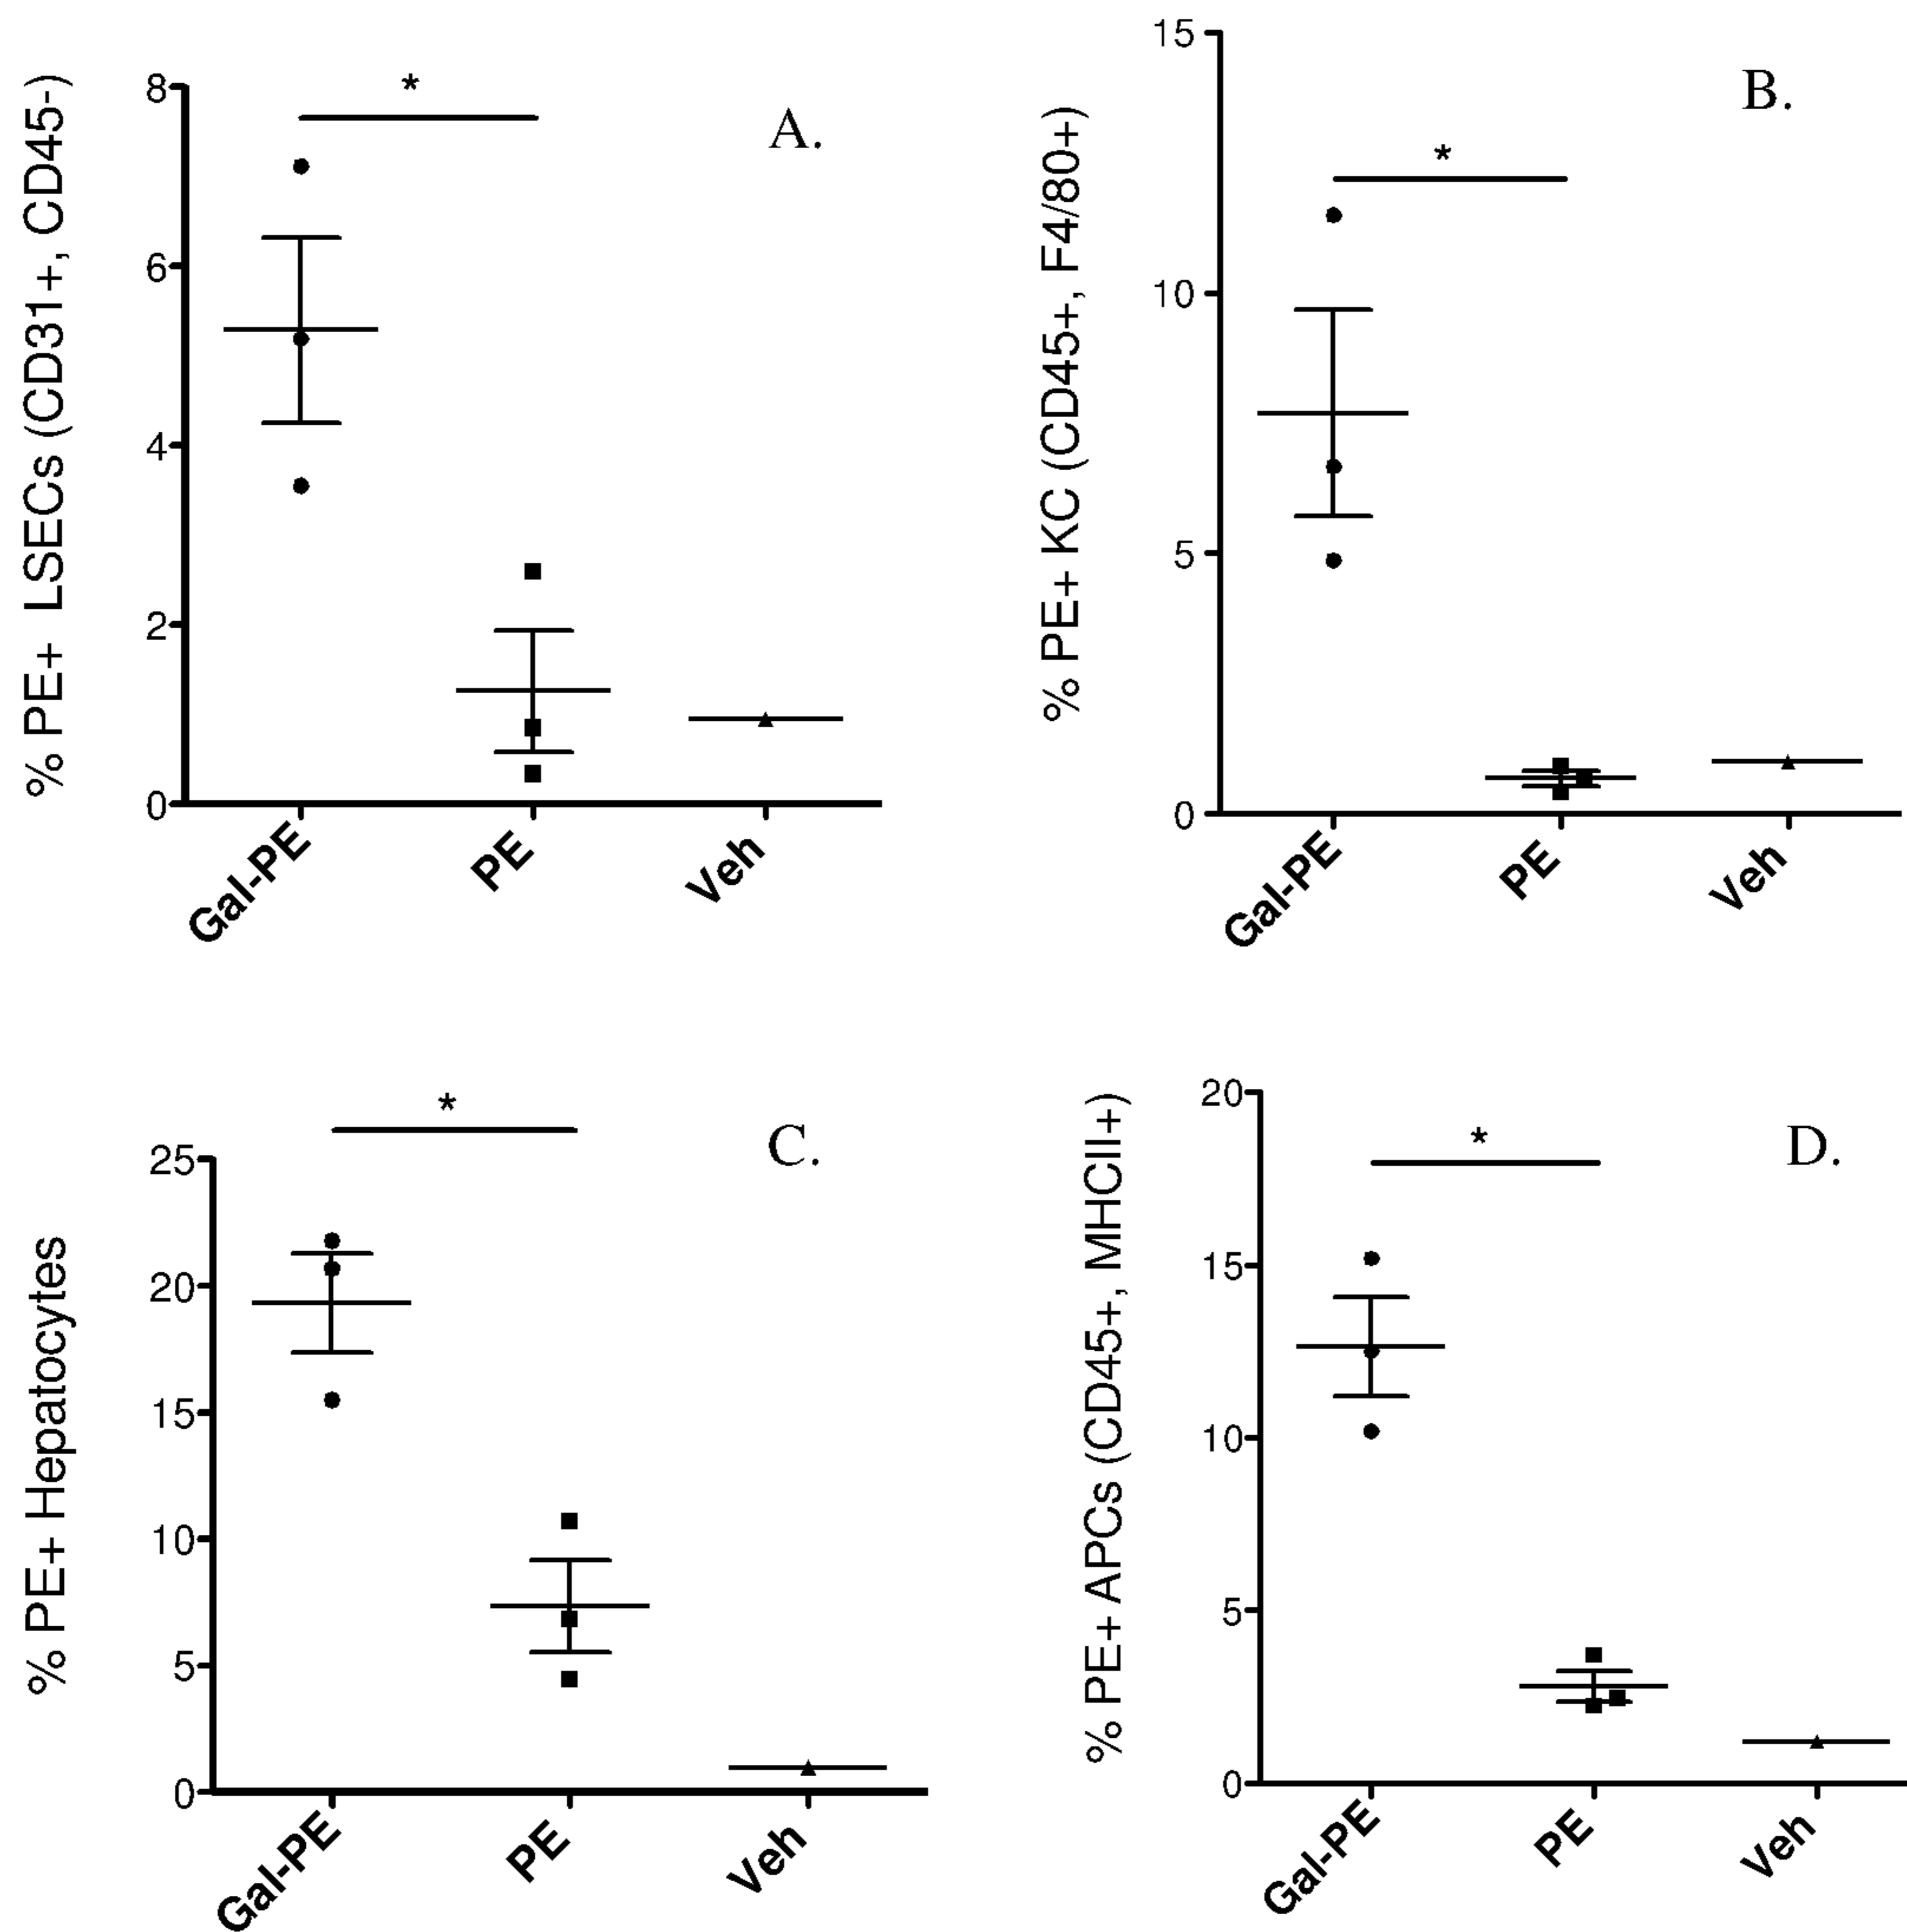 A.
*
% PE+ LSECs (CD31+, CD45-)
8
6
4
2
0
Gal-PE
PE
Veh
B.
*
% PE+ KC (CD45+, F4/80+)
15
10
5
0
Gal-PE
PE
Veh
C.
*
% PE+ Hepatocytes
25
20
15
10
5
0
Gal-PE
PE
Veh
D.
*
% PE+ APCs (CD45+, MHCII+)
20
15
10
5
0
Gal-PE
PE
Veh